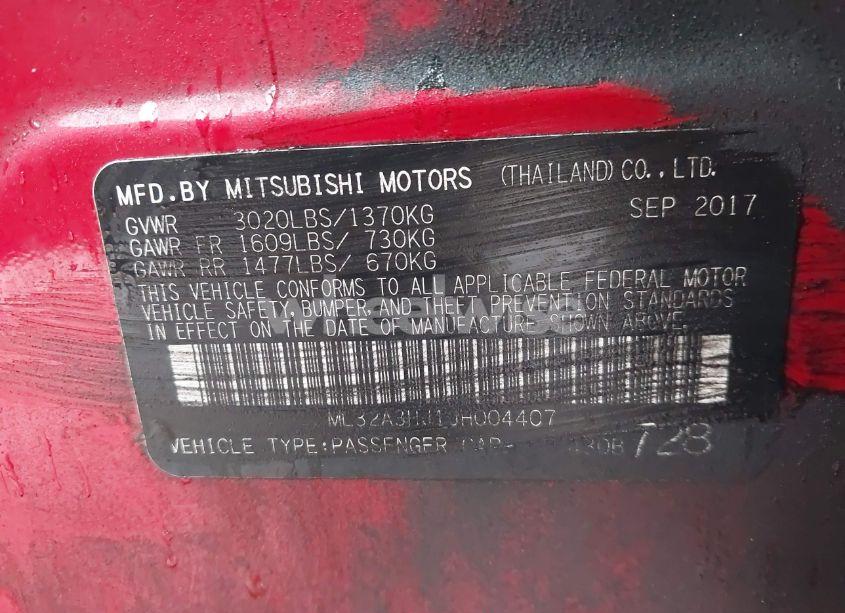 MFD.BY MITSUBISHI MOTORS (THAILAND)CO.,LTD.
GVWR 3020LBS/1370KG SEP 2017
GAWR FR 1609LBS/ 730KG
GAWR RR 1477LBS/ 670KG
THIS VEHICLE CONFORMS TO ALL APPLICABLE FEDERAL MOTOR
VEHICLE SAFETY,BUMPER,AND THEFT PREVENTION STANDARDS
IN EFFECT ON THE DATE OF MANUFACTURE SHOWN ABOVE.
VEHICLE TYPE:PASSENGER CAR
728